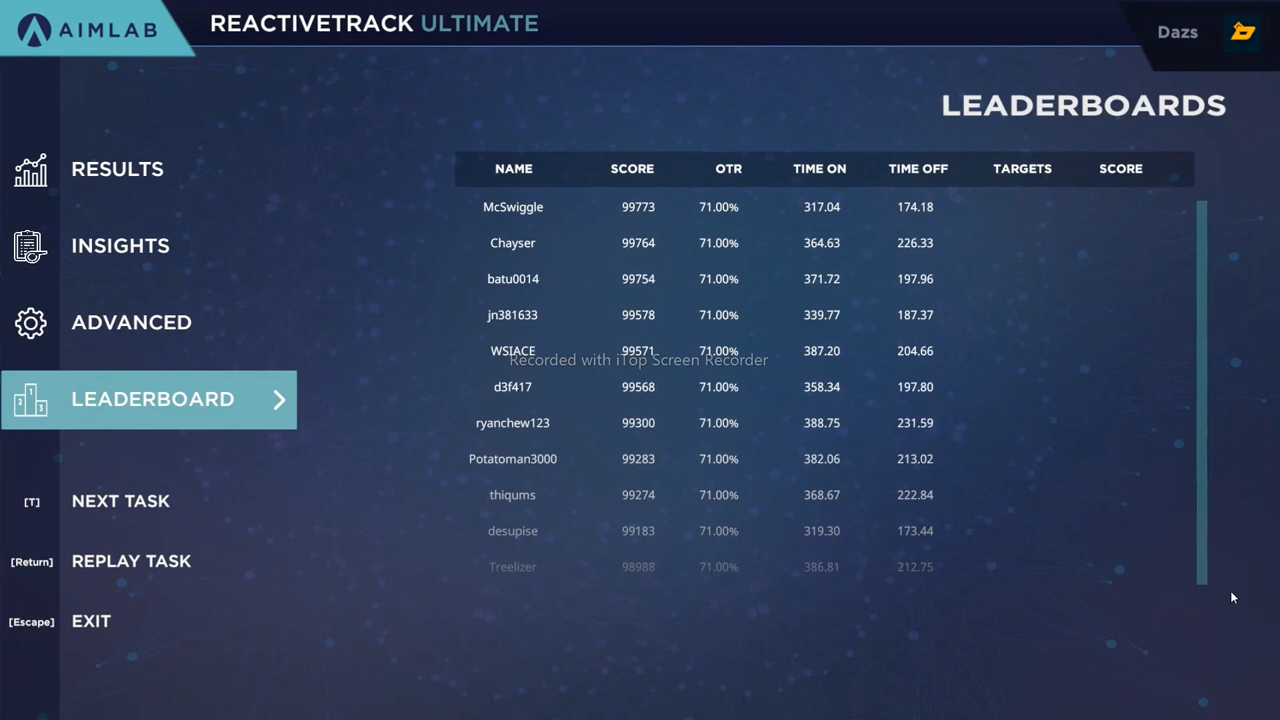 AIMLAB
REACTIVETRACK ULTIMATE
Dazs
LEADERBOARDS
RESULTS
INSIGHTS
ADVANCED
LEADERBOARD
[T] NEXT TASK
[Return] REPLAY TASK
[Escape] EXIT
NAME SCORE OTR TIME ON TIME OFF TARGETS SCORE
McSwiggle 99773 71.00% 317.04 174.18
Chayser 99764 71.00% 364.63 226.33
batu0014 99754 71.00% 371.72 197.96
jn381633 99578 71.00% 339.77 187.37
WSIACE 99571 71.00% 387.20 204.66
Recorded with iTop Screen Recorder
d3f417 99568 71.00% 358.34 197.80
ryanchew123 99300 71.00% 388.75 231.59
Potatoman3000 99283 71.00% 382.06 213.02
thiqums 99274 71.00% 368.67 222.84
desupise 99183 71.00% 319.30 173.44
Treelizer 98988 71.00% 386.81 212.75